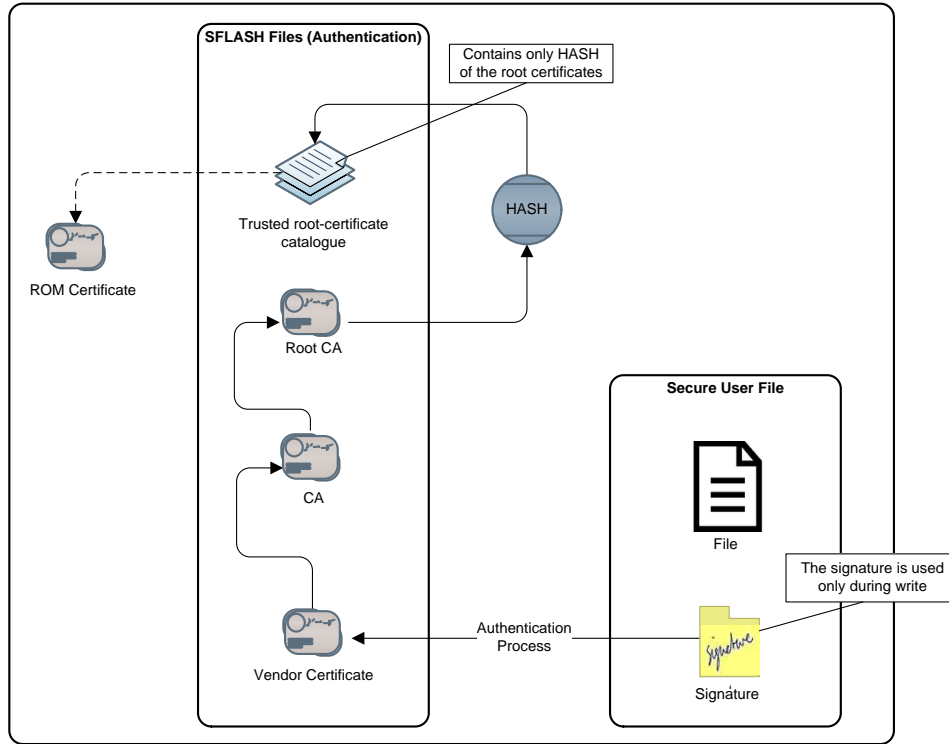 SFLASH Files (Authentication)
Contains only HASH
of the root certificates
HASH
Trusted root-certificate
catalogue
ROM Certificate
Root CA
Secure User File
CA
File
The signature is used
only during write
Authentication
Process
Signature
Vendor Certificate
Signature